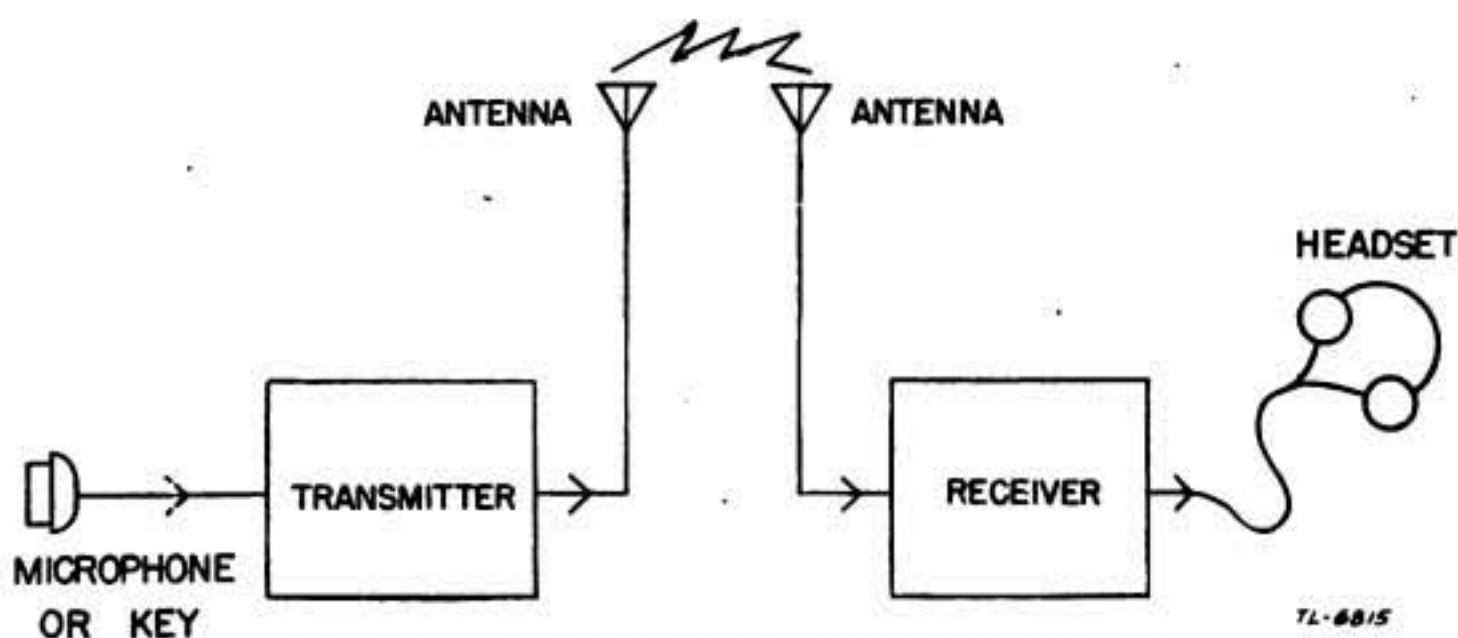 ANTENNA
ANTENNA
HEADSET
TRANSMITTER
RECEIVER
MICROPHONE
OR KEY
TL-6815